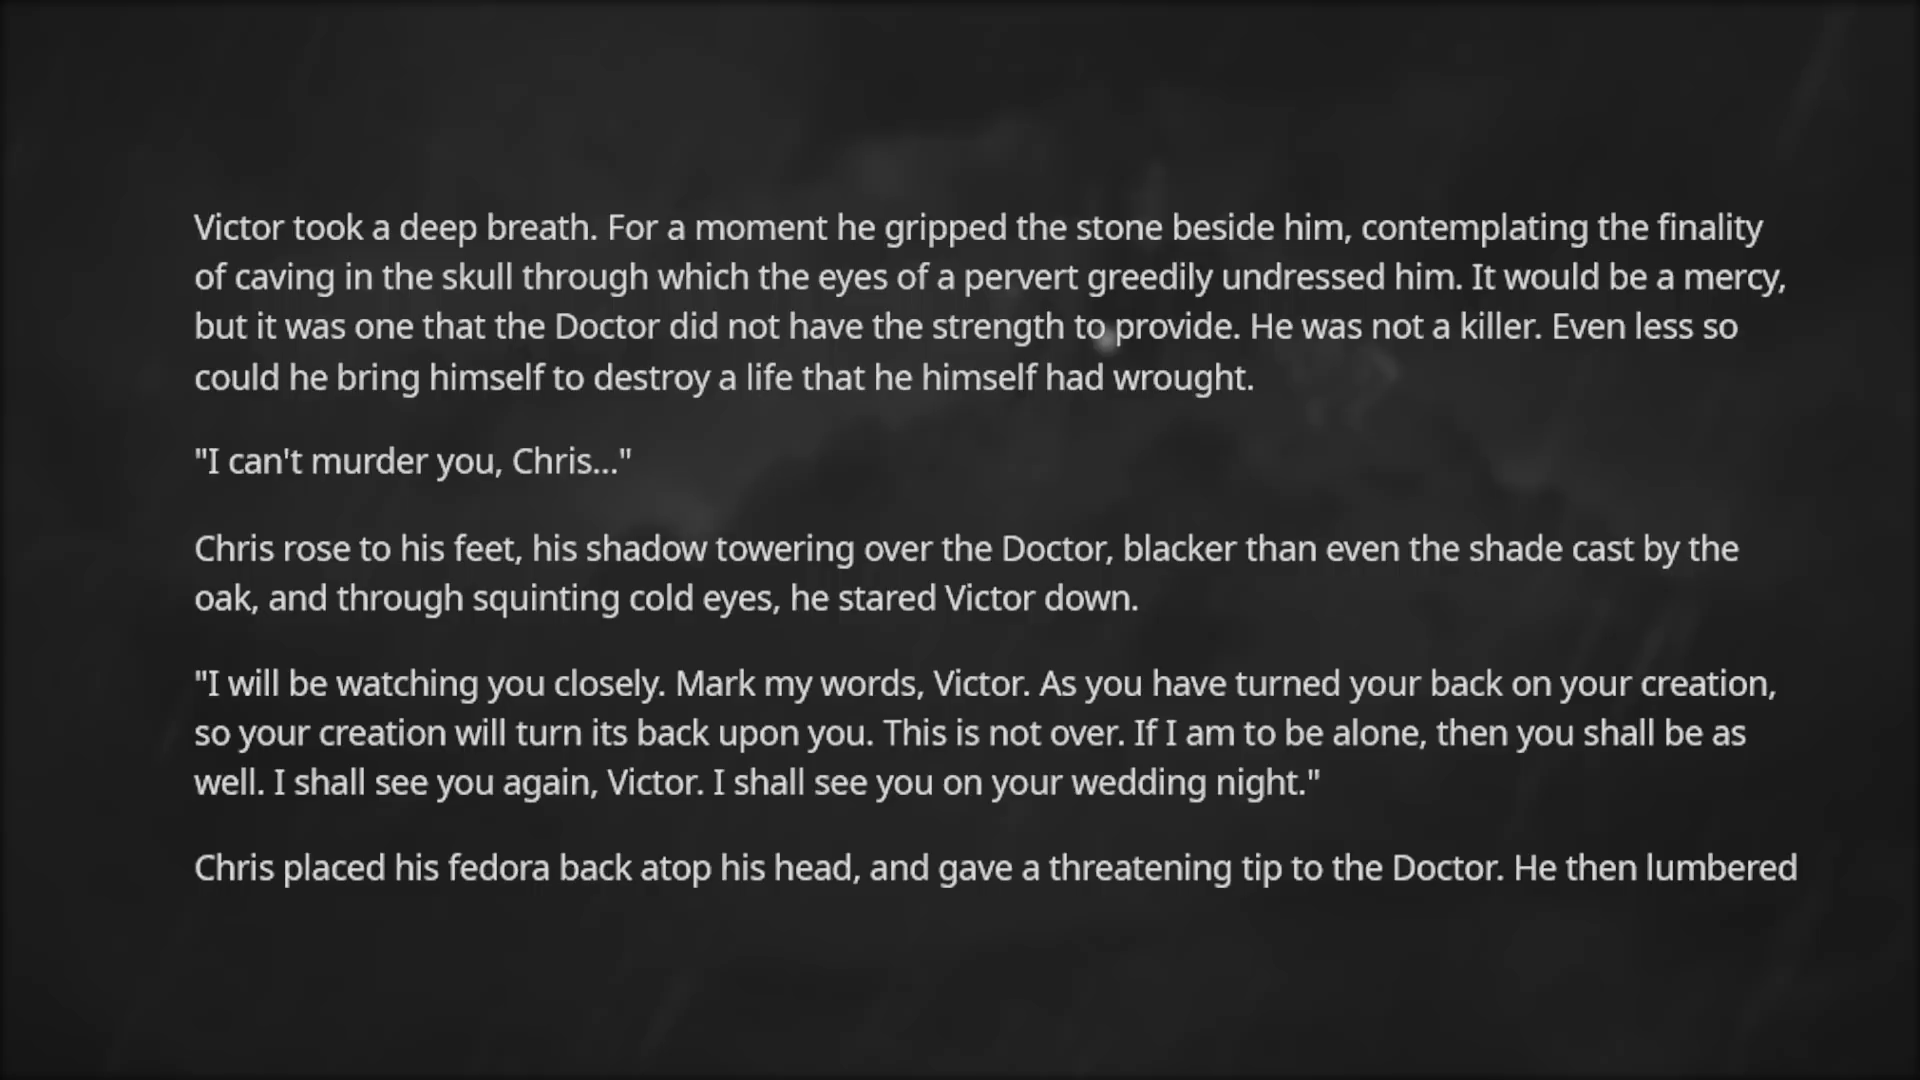 Victor took a deep breath. For a moment he gripped the stone beside him, contemplating the finality
of caving in the skull through which the eyes of a pervert greedily undressed him. It would be a mercy,
but it was one that the Doctor did not have the strength to provide. He was not a killer. Even less so
could he bring himself to destroy a life that he himself had wrought.
"I can't murder you, Chris..."
Chris rose to his feet, his shadow towering over the Doctor, blacker than even the shade cast by the
oak, and through squinting cold eyes, he stared Victor down.
"I will be watching you closely. Mark my words, Victor. As you have turned your back on your creation,
so your creation will turn its back upon you. This is not over. If I am to be alone, then you shall be as
well. I shall see you again, Victor. I shall see you on your wedding night."
Chris placed his fedora back atop his head, and gave a threatening tip to the Doctor. He then lumbered